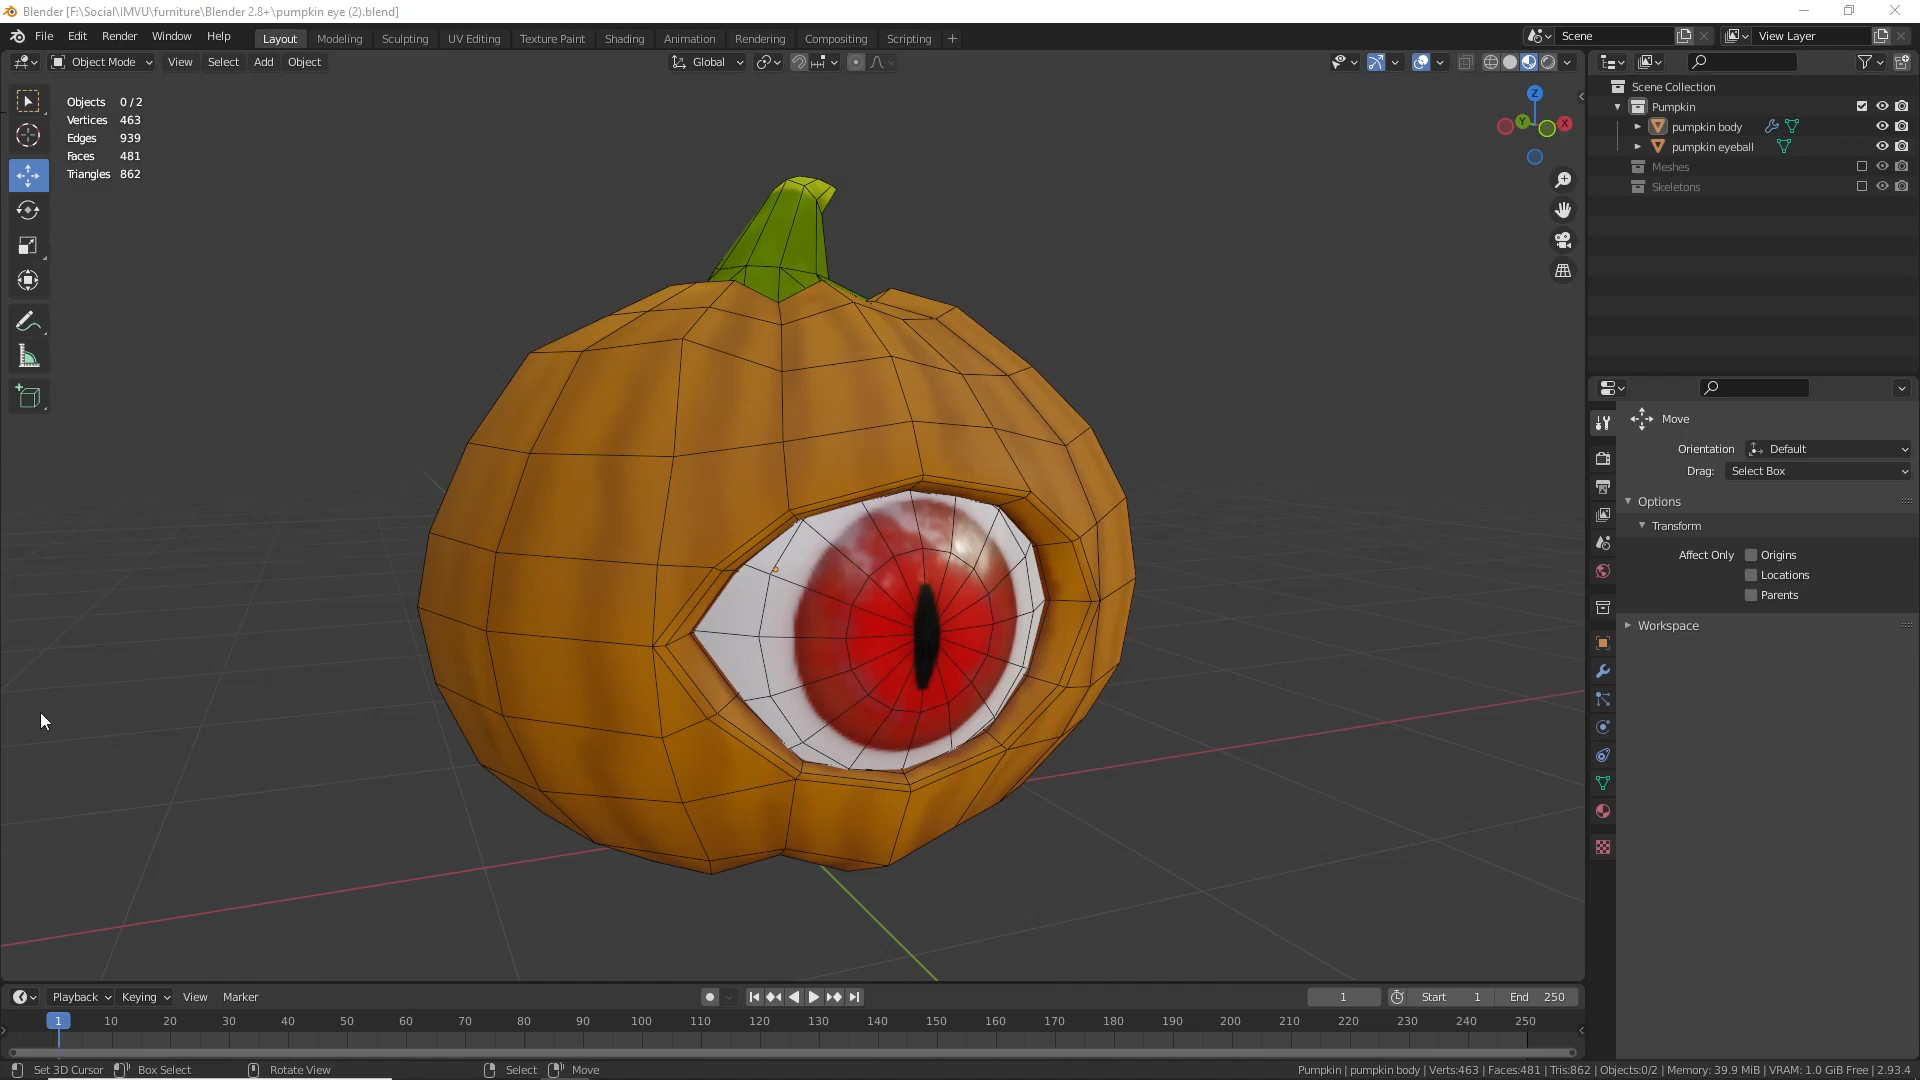 Blender [F:\Social\IMVU\furniture\Blender 2.8+\pumpkin eye (2).blend]
File Edit Render Window Help
Layout Modeling Sculpting UV Editing Texture Paint Shading Animation Rendering Compositing Scripting +
Scene
View Layer
Object Mode View Select Add Object
Global
Objects 0 / 2
Vertices 463
Edges 939
Faces 481
Triangles 862
Z
Y
X
Scene Collection
Pumpkin
pumpkin body
pumpkin eyeball
Meshes
Skeletons
Move
Orientation Default
Drag: Select Box
Options
Transform
Affect Only Origins
Locations
Parents
Workspace
Playback Keying View Marker
1 Start 1 End 250
1 10 20 30 40 50 60 70 80 90 100 110 120 130 140 150 160 170 180 190 200 210 220 230 240 250
Set 3D Cursor Box Select Rotate View Select Move
Pumpkin | pumpkin body | Verts:463 | Faces:481 | Tris:862 | Objects:0/2 | Memory: 39.9 MiB | VRAM: 1.0 GiB Free | 2.93.4